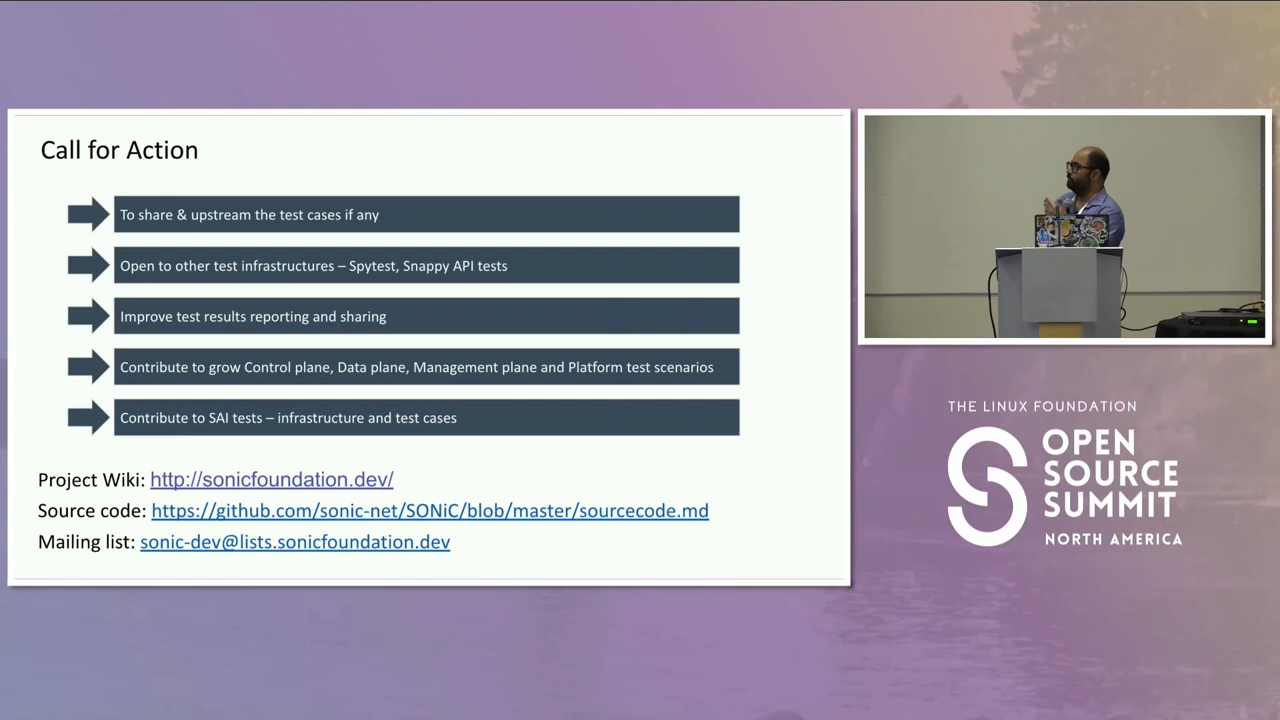 Call for Action
To share & upstream the test cases if any
Open to other test infrastructures – Spytest, Snappy API tests
Improve test results reporting and sharing
Contribute to grow Control plane, Data plane, Management plane and Platform test scenarios
Contribute to SAI tests – infrastructure and test cases
Project Wiki: http://sonicfoundation.dev/
Source code: https://github.com/sonic-net/SONiC/blob/master/sourcecode.md
Mailing list: sonic-dev@lists.sonicfoundation.dev
THE LINUX FOUNDATION
OPEN
SOURCE
SUMMIT
NORTH AMERICA